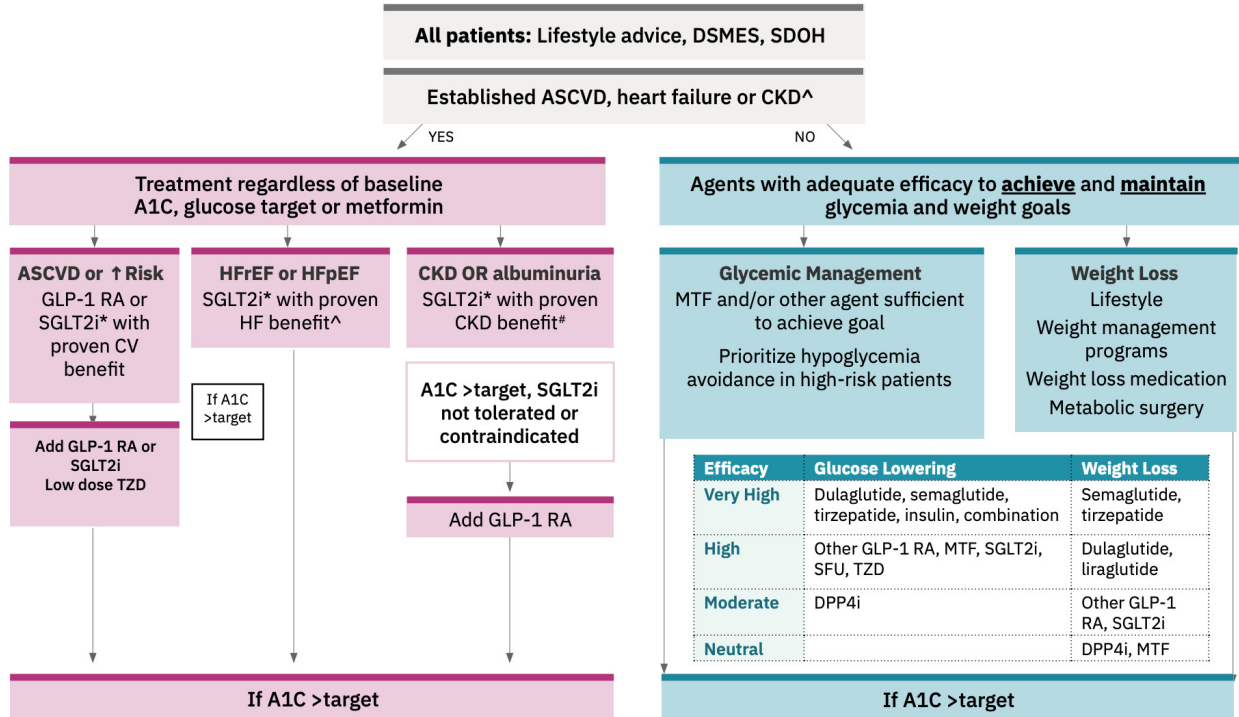 All patients: Lifestyle advice, DSMES, SDOH
Established ASCVD, heart failure or CKD^
YES
NO
Treatment regardless of baseline
A1C, glucose target or metformin
ASCVD or ↑Risk
GLP-1 RA or
SGLT2i* with
proven CV
benefit
Add GLP-1 RA or
SGLT2i
Low dose TZD
HFrEF or HFpEF
SGLT2i* with proven
HF benefit^
If A1C
>target
CKD OR albuminuria
SGLT2i* with proven
CKD benefit#
A1C >target, SGLT2i
not tolerated or
contraindicated
Add GLP-1 RA
If A1C >target
Agents with adequate efficacy to achieve and maintain
glycemia and weight goals
Glycemic Management
MTF and/or other agent sufficient
to achieve goal
Prioritize hypoglycemia
avoidance in high-risk patients
Weight Loss
Lifestyle
Weight management
programs
Weight loss medication
Metabolic surgery
Efficacy Glucose Lowering Weight Loss
Very High Dulaglutide, semaglutide, Semaglutide,
tirzepatide, insulin, combination tirzepatide
High Other GLP-1 RA, MTF, SGLT2i, Dulaglutide,
SFU, TZD liraglutide
Moderate DPP4i Other GLP-1
RA, SGLT2i
Neutral DPP4i, MTF
If A1C >target